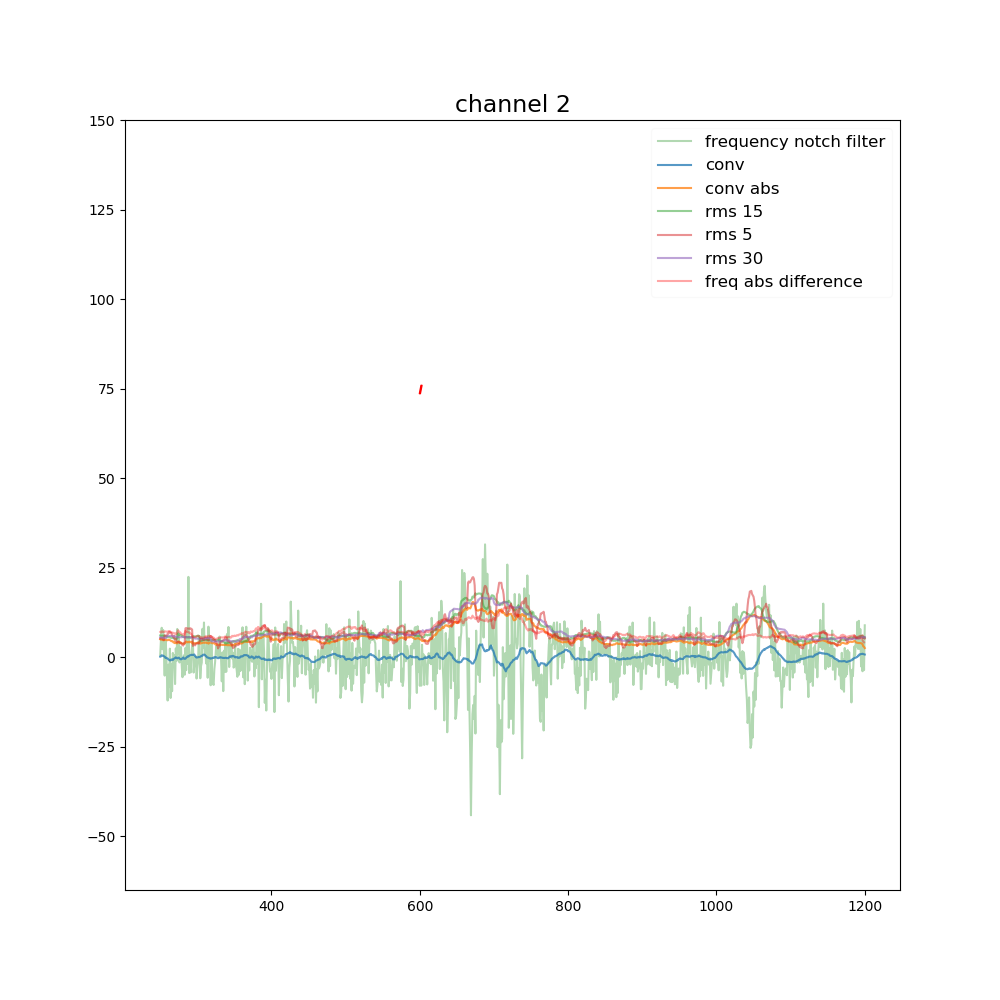 channel 2
150
125
100
75
50
25
0
−25
−50
400 600 800 1000 1200
frequency notch filter
conv
conv abs
rms 15
rms 5
rms 30
freq abs difference